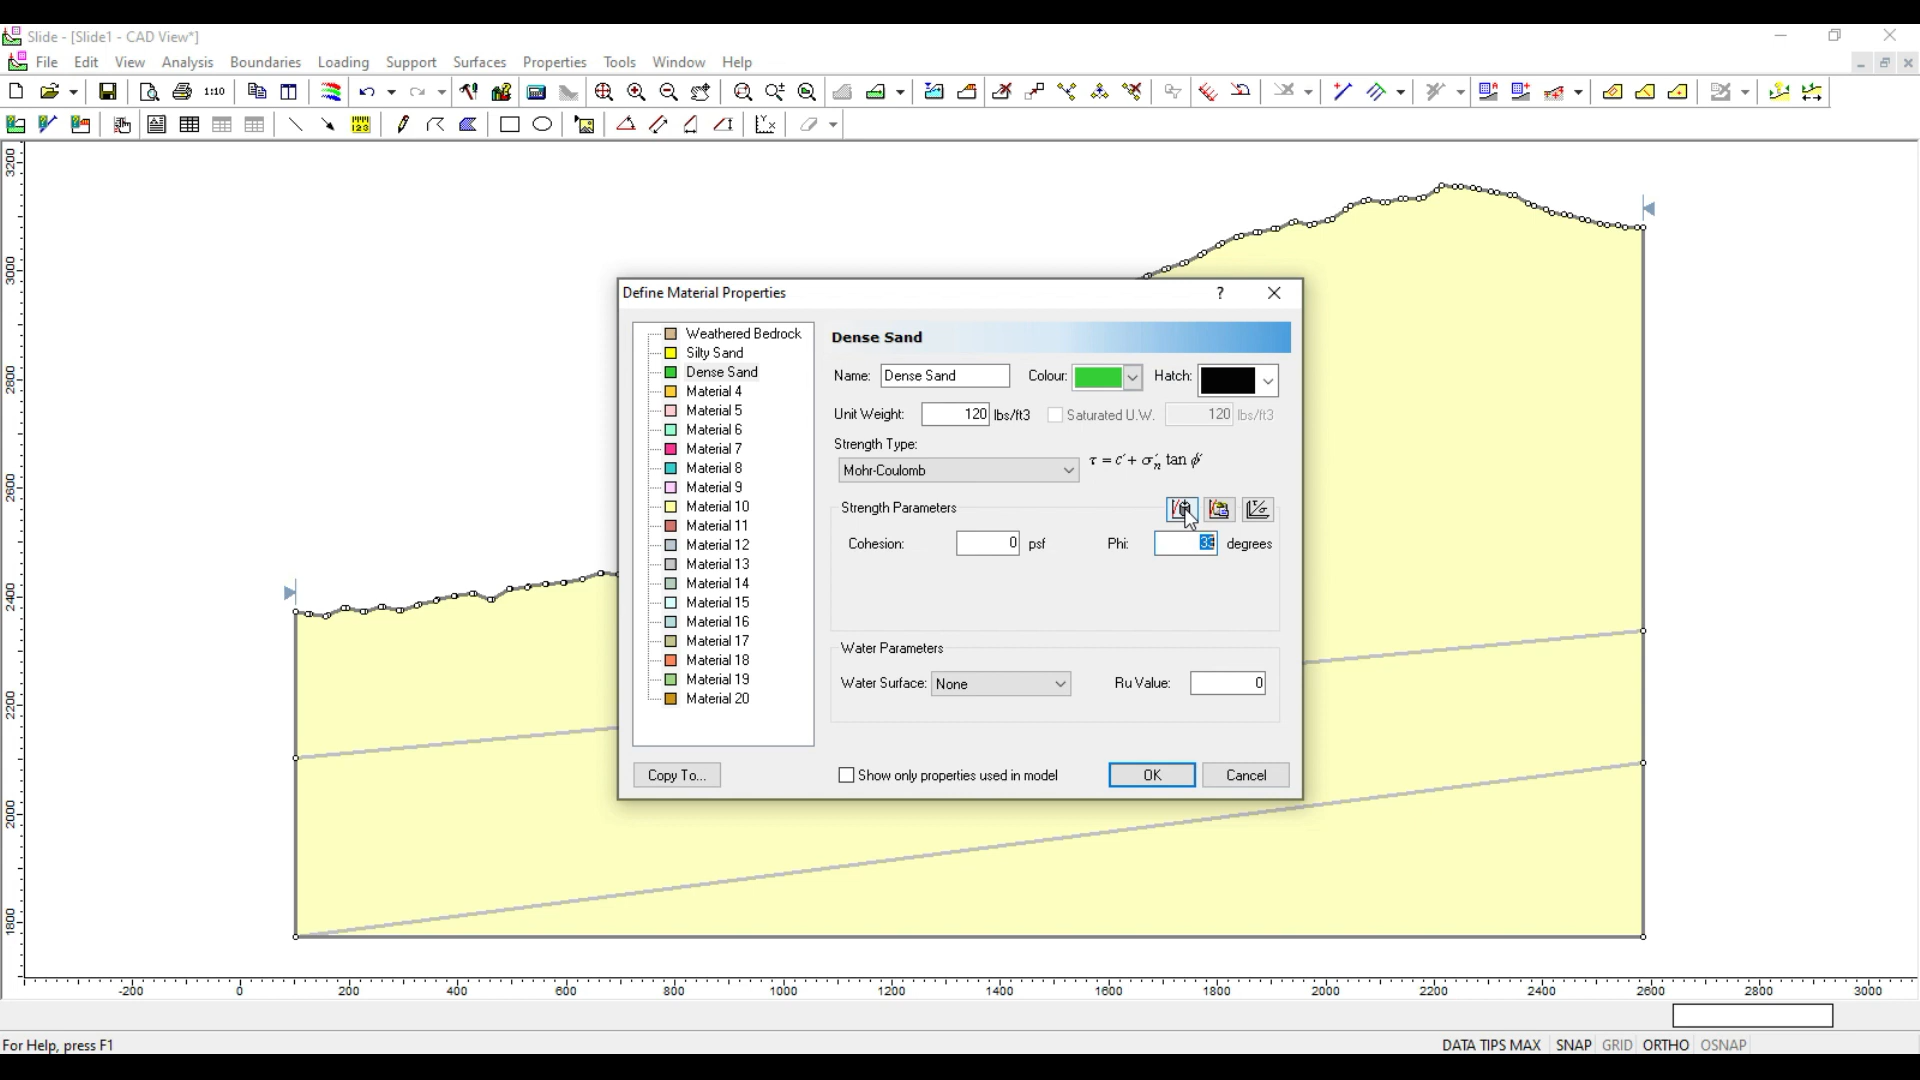 Slide - [Slide1 - CAD View*]
File Edit View Analysis Boundaries Loading Support Surfaces Properties Tools Window Help
1:10
123
3200
3000
2800
2600
2400
2200
2000
1800
Define Material Properties ?
Weathered Bedrock
Silty Sand
Dense Sand
Material 4
Material 5
Material 6
Material 7
Material 8
Material 9
Material 10
Material 11
Material 12
Material 13
Material 14
Material 15
Material 16
Material 17
Material 18
Material 19
Material 20
Dense Sand
Name: Dense Sand Colour: Hatch:
Unit Weight: 120 lbs/ft3 Saturated U.W. 120 lbs/ft3
Strength Type:
Mohr-Coulomb τ = c′ + σ′n tan ϕ′
Strength Parameters
Cohesion: 0 psf Phi: degrees
Water Parameters
Water Surface: None Ru Value: 0
Copy To... Show only properties used in model OK Cancel
-200 0 200 400 600 800 1000 1200 1400 1600 1800 2000 2200 2400 2600 2800 3000
For Help, press F1 DATA TIPS MAX SNAP GRID ORTHO OSNAP